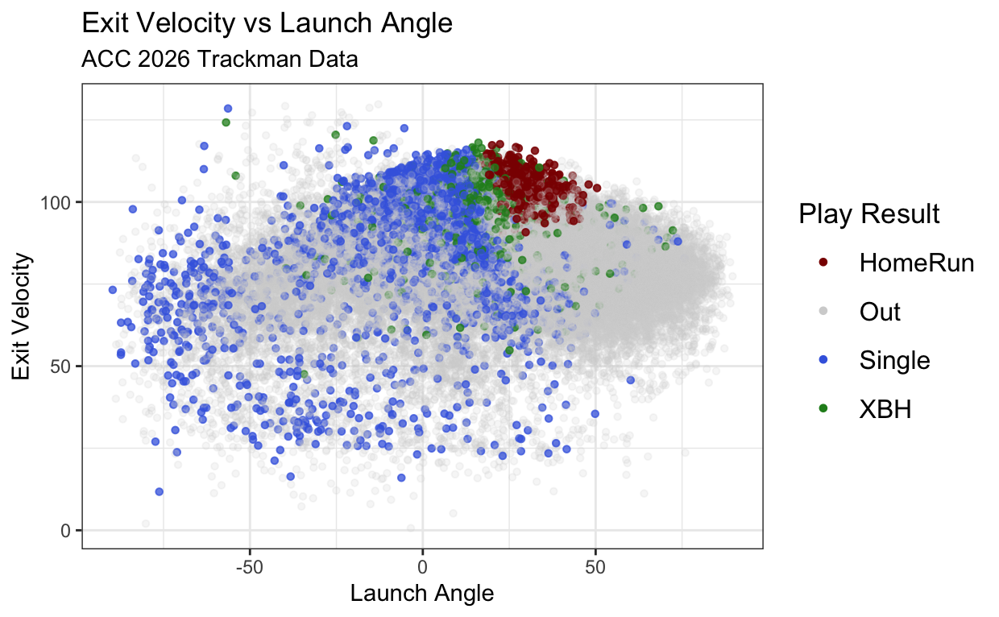 Exit Velocity vs Launch Angle
ACC 2026 Trackman Data
Exit Velocity
100
50
0
-50
0
50
Launch Angle
Play Result
HomeRun
Out
Single
XBH